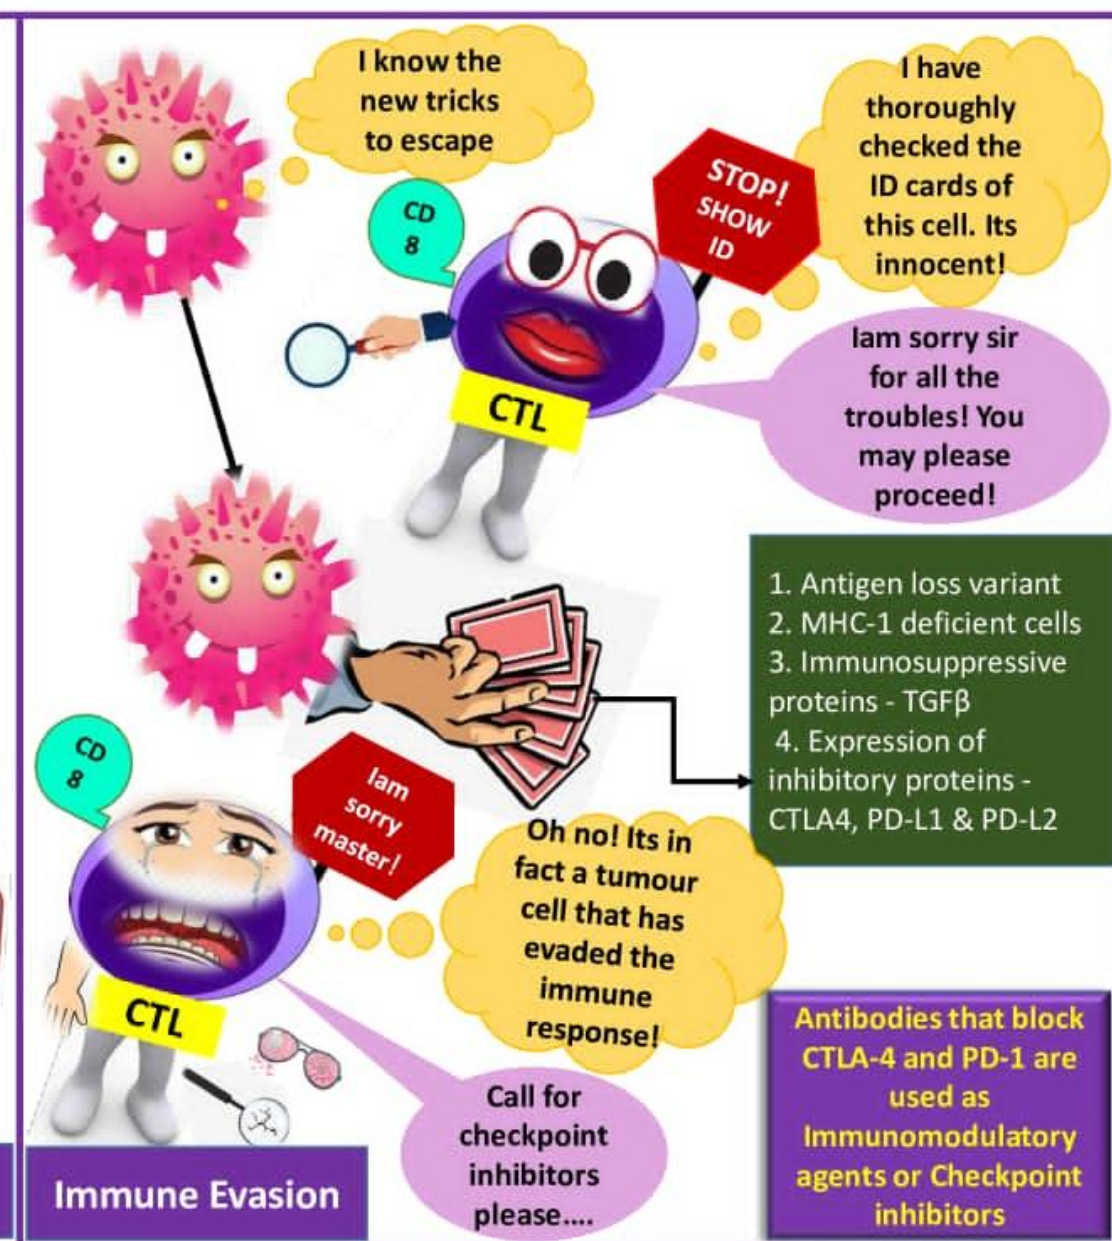 I know the
new tricks
to escape
CD
8
STOP!
SHOW
ID
I have
thoroughly
checked the
ID cards of
this cell. Its
innocent!
CTL
Iam sorry sir
for all the
troubles! You
may please
proceed!
1. Antigen loss variant
2. MHC-1 deficient cells
3. Immunosuppressive
proteins - TGFβ
4. Expression of
inhibitory proteins -
CTLA4, PD-L1 & PD-L2
CD
8
Iam
sorry
master!
Oh no! Its in
fact a tumour
cell that has
evaded the
immune
response!
CTL
Call for
checkpoint
inhibitors
please....
Antibodies that block
CTLA-4 and PD-1 are
used as
Immunomodulatory
agents or Checkpoint
inhibitors
Immune Evasion